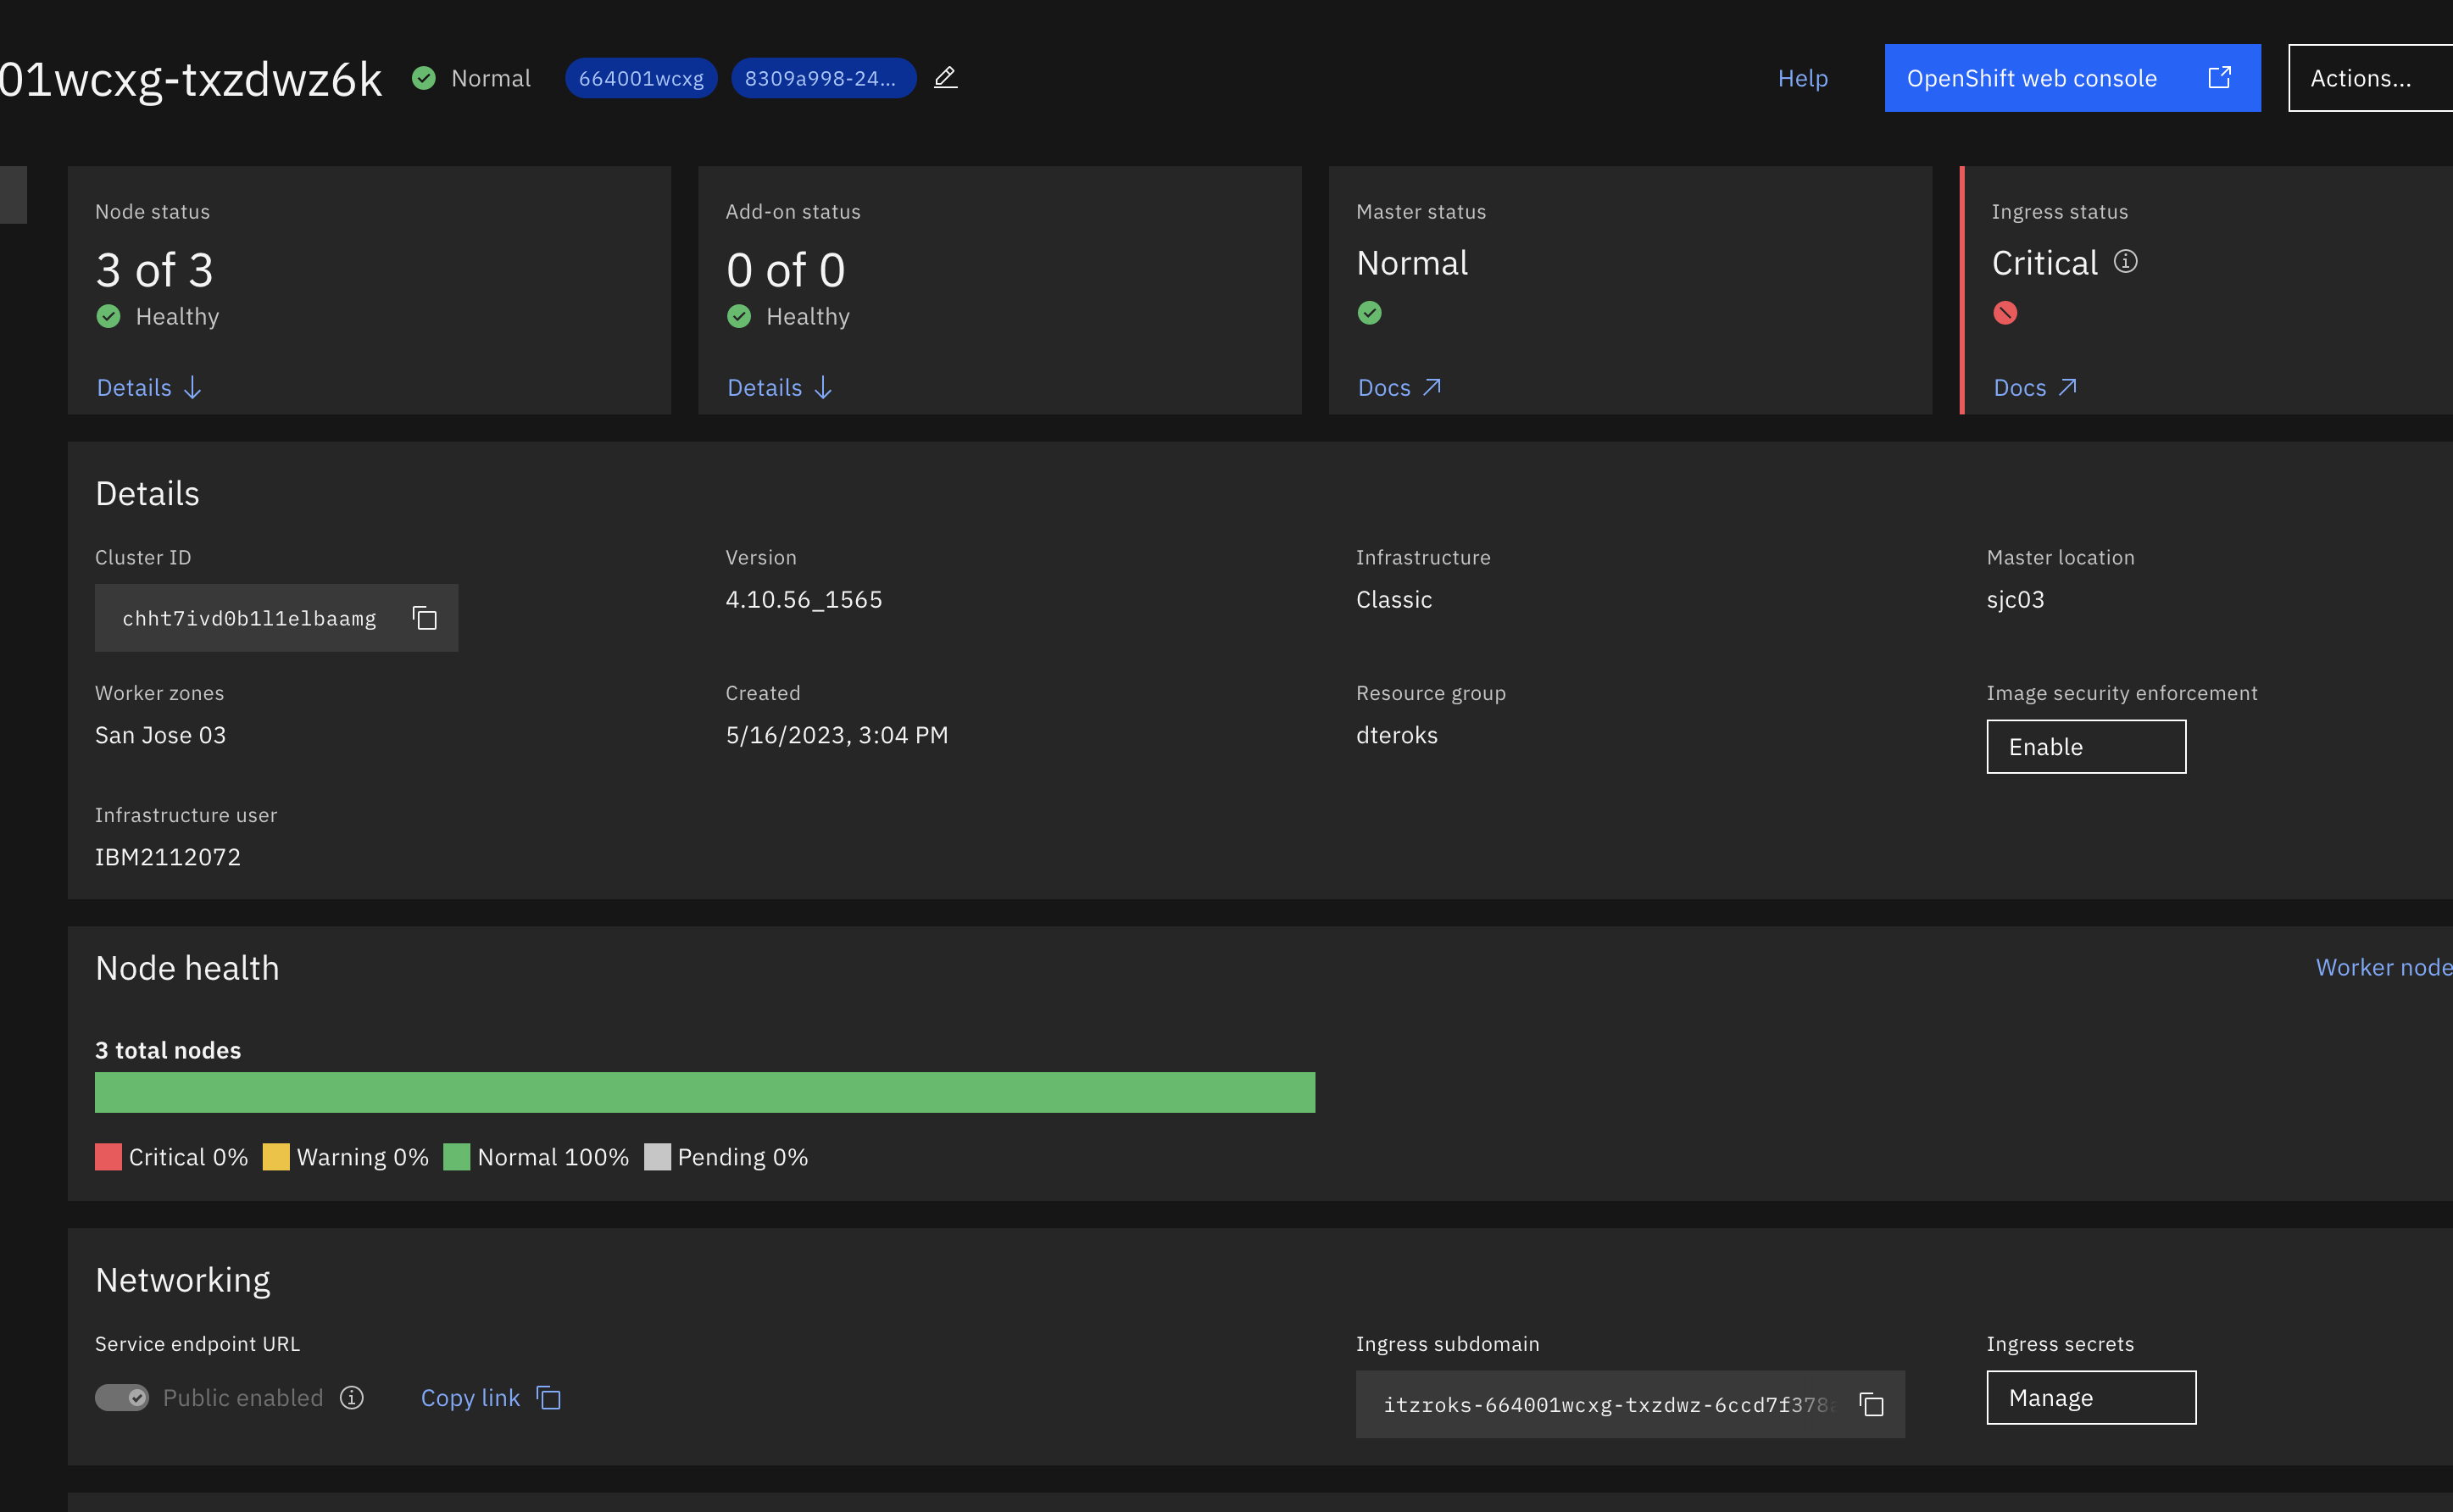 01wcxg-txzdwz6k Normal 664001wcxg 8309a998-24... Help OpenShift web console Actions...
Node status Add-on status Master status Ingress status
3 of 3 0 of 0 Normal Critical
Healthy Healthy
Details Details Docs Docs
Details
Cluster ID Version Infrastructure Master location
chht7ivd0b1l1elbaamg 4.10.56_1565 Classic sjc03
Worker zones Created Resource group Image security enforcement
San Jose 03 5/16/2023, 3:04 PM dteroks Enable
Infrastructure user
IBM2112072
Node health Worker node
3 total nodes
Critical 0% Warning 0% Normal 100% Pending 0%
Networking
Service endpoint URL Ingress subdomain Ingress secrets
Public enabled Copy link itzroks-664001wcxg-txzdwz-6ccd7f378 Manage